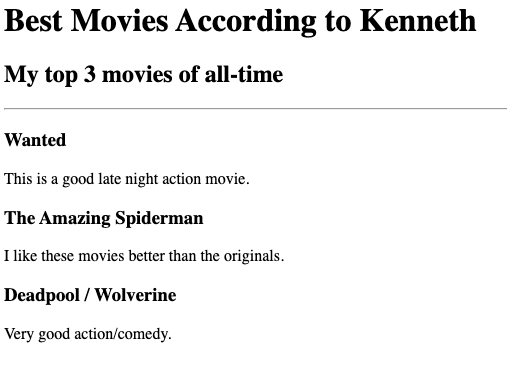 Best Movies According to Kenneth
My top 3 movies of all-time
Wanted
This is a good late night action movie.
The Amazing Spiderman
I like these movies better than the originals.
Deadpool / Wolverine
Very good action/comedy.